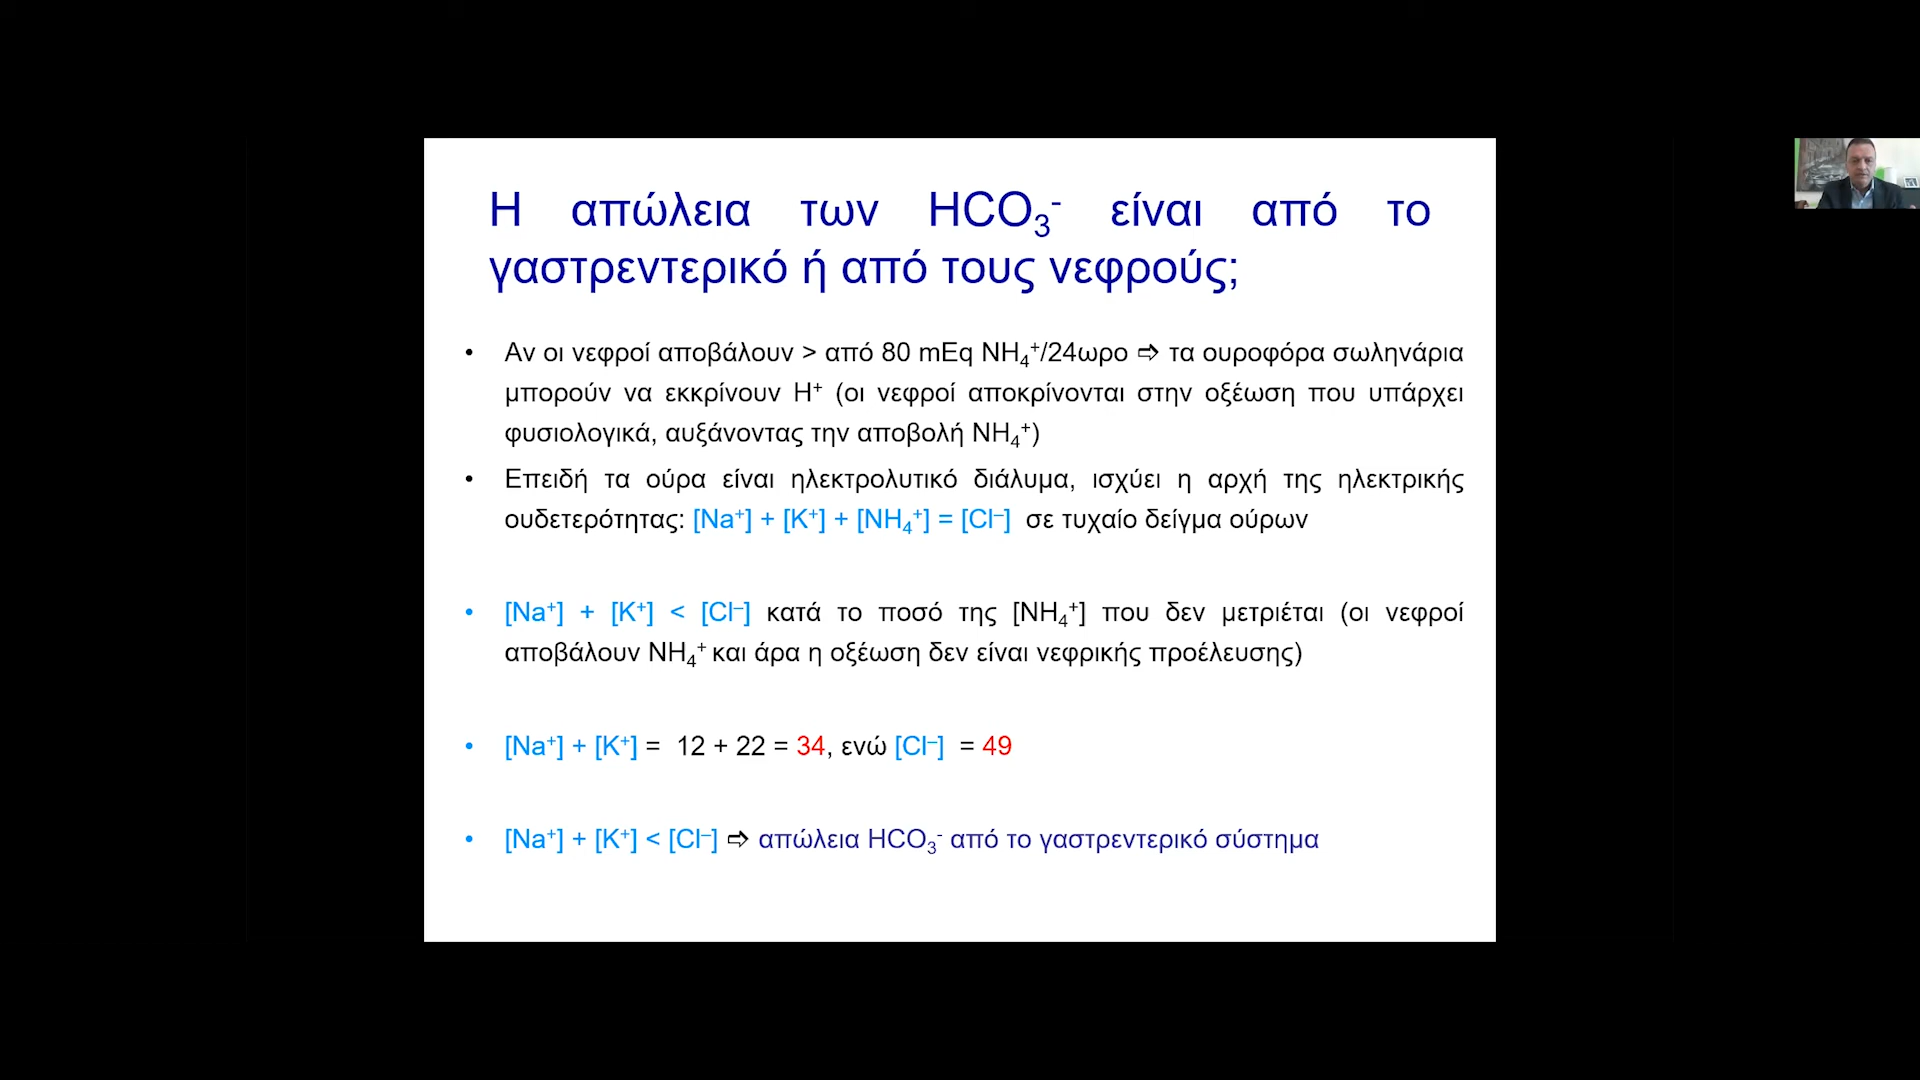 Η απώλεια των HCO₃⁻ είναι από το
γαστρεντερικό ή από τους νεφρούς;
• Αν οι νεφροί αποβάλουν > από 80 mEq NH₄⁺/24ωρο ⇨ τα ουροφόρα σωληνάρια
μπορούν να εκκρίνουν H⁺ (οι νεφροί αποκρίνονται στην οξέωση που υπάρχει
φυσιολογικά, αυξάνοντας την αποβολή NH₄⁺)
• Επειδή τα ούρα είναι ηλεκτρολυτικό διάλυμα, ισχύει η αρχή της ηλεκτρικής
ουδετερότητας: [Na⁺] + [K⁺] + [NH₄⁺] = [Cl⁻] σε τυχαίο δείγμα ούρων
• [Na⁺] + [K⁺] < [Cl⁻] κατά το ποσό της [NH₄⁺] που δεν μετριέται (οι νεφροί
αποβάλουν NH₄⁺ και άρα η οξέωση δεν είναι νεφρικής προέλευσης)
• [Na⁺] + [K⁺] = 12 + 22 = 34, ενώ [Cl⁻] = 49
• [Na⁺] + [K⁺] < [Cl⁻] ⇨ απώλεια HCO₃⁻ από το γαστρεντερικό σύστημα